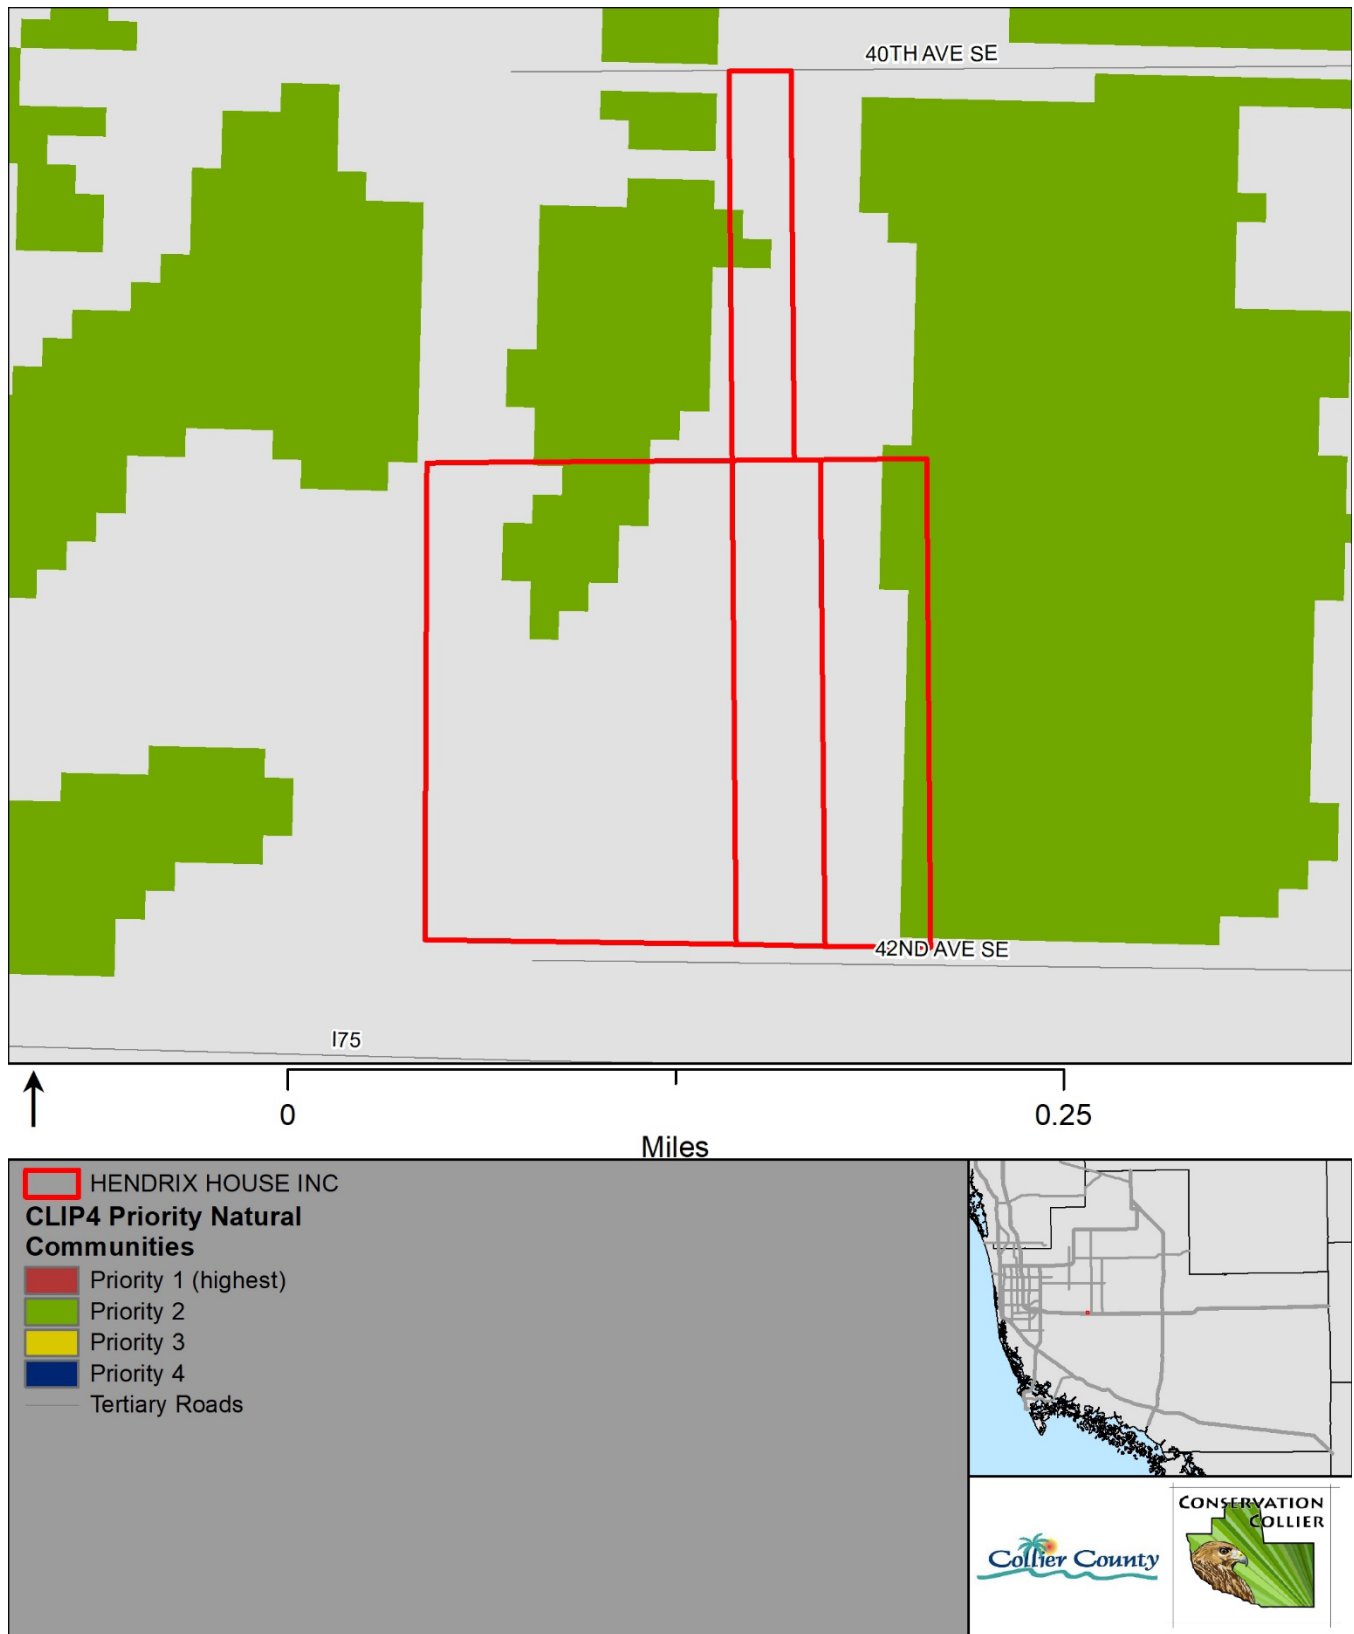 40TH AVE SE
42ND AVE SE
I75
0
0.25
Miles
HENDRIX HOUSE INC
CLIP4 Priority Natural
Communities
Priority 1 (highest)
Priority 2
Priority 3
Priority 4
Tertiary Roads
Collier County
CONSERVATION
COLLIER